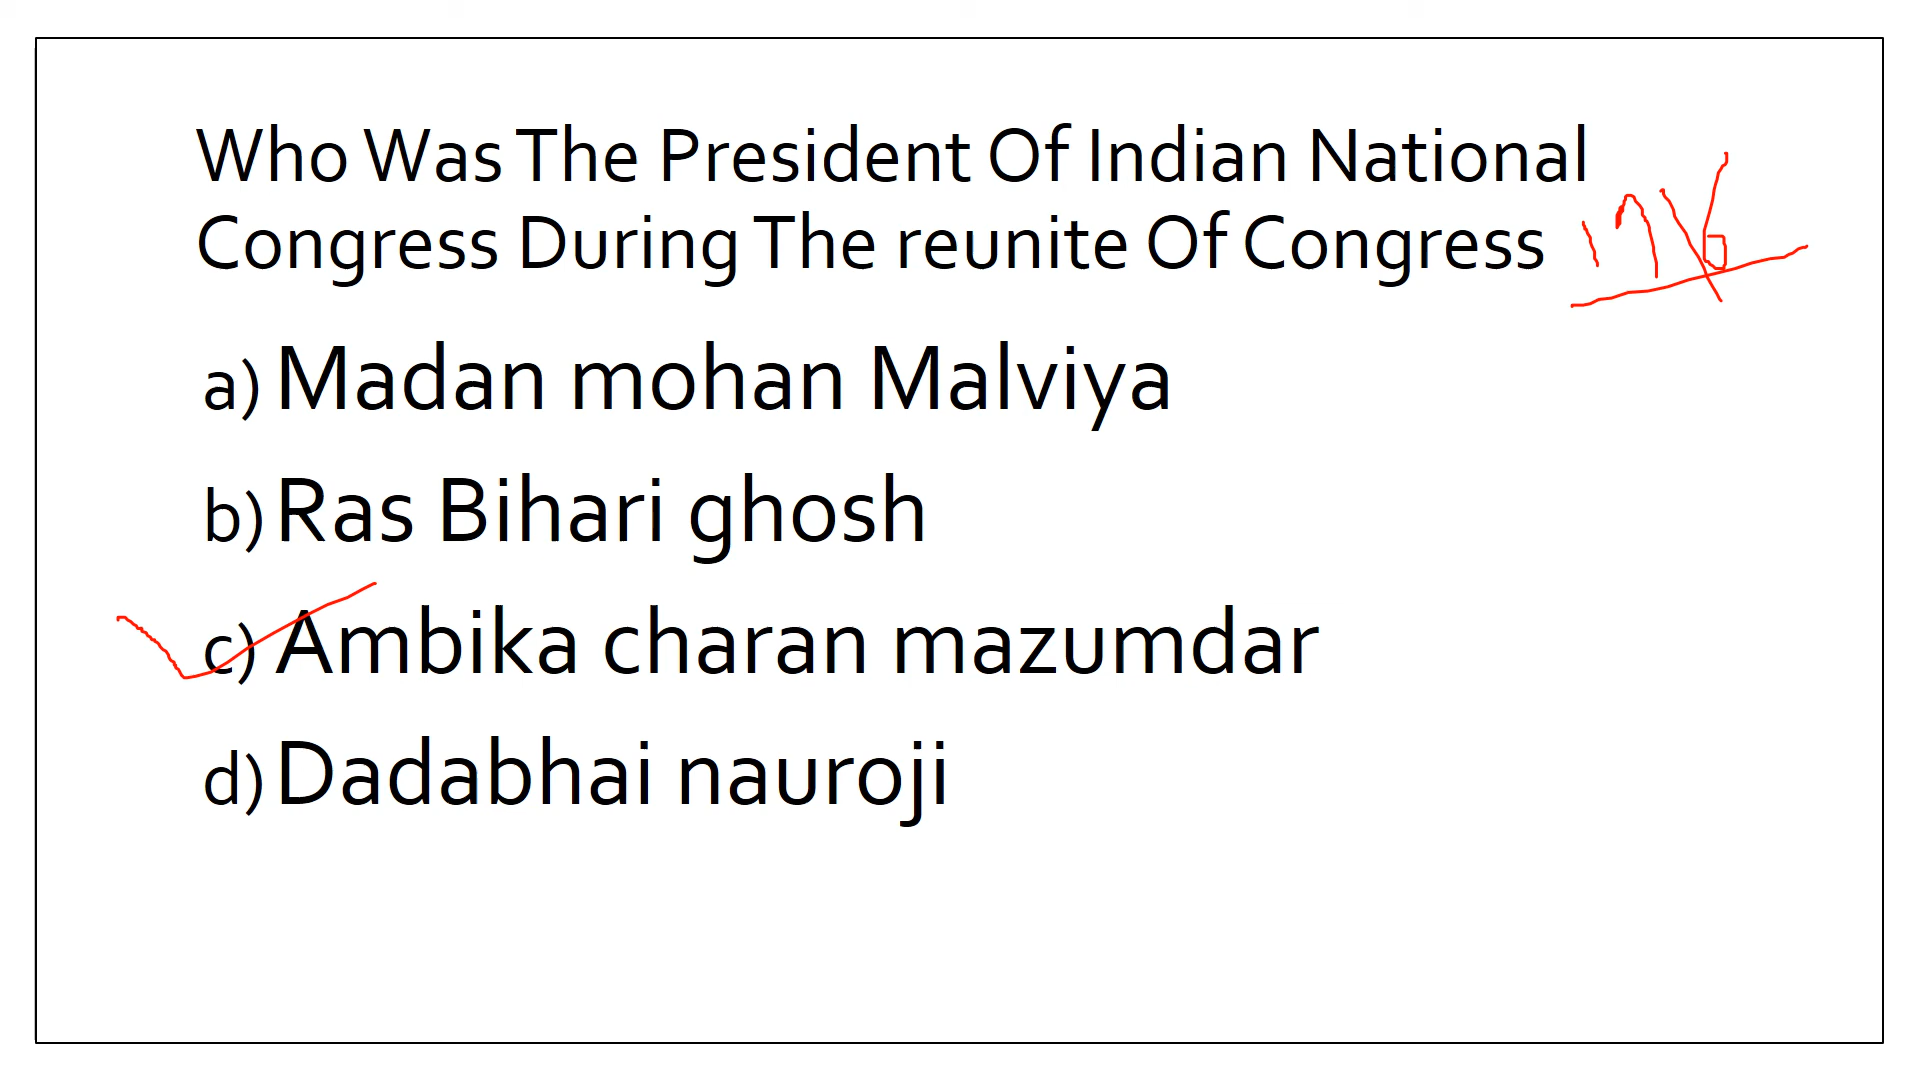 Who Was The President Of Indian National
Congress During The reunite Of Congress 1916
a) Madan mohan Malviya
b) Ras Bihari ghosh
c) Ambika charan mazumdar
d) Dadabhai nauroji